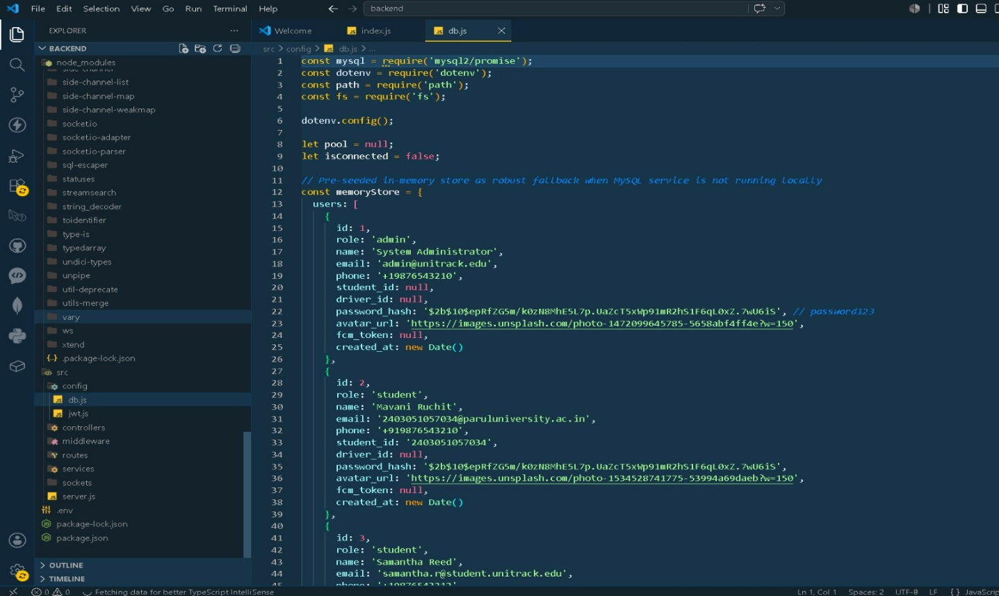 File Edit Selection View Go Run Terminal Help
backend
EXPLORER
BACKEND
node_modules
side-channel-list
side-channel-map
side-channel-weakmap
socket.io
socket.io-adapter
socket.io-parser
sql-escaper
statuses
streamsearch
string_decoder
toidentifier
type-is
typedarray
undici-types
unpipe
util-deprecate
utils-merge
vary
ws
xtend
.package-lock.json
src
config
db.js
jwt.js
controllers
middleware
routes
services
sockets
server.js
.env
package-lock.json
package.json
OUTLINE
TIMELINE
Welcome index.js db.js
src > config > db.js > ...
1 const mysql = require('mysql2/promise');
2 const dotenv = require('dotenv');
3 const path = require('path');
4 const fs = require('fs');
5
6 dotenv.config();
7
8 let pool = null;
9 let isConnected = false;
10
11 // Pre-seeded in-memory store as robust fallback when MySQL service is not running locally
12 const memoryStore = {
13 users: [
14 {
15 id: 1,
16 role: 'admin',
17 name: 'System Administrator',
18 email: 'admin@unitrack.edu',
19 phone: '+19876543210',
20 student_id: null,
21 driver_id: null,
22 password_hash: '$2b$10$epRfZG5m/k0zN8MhE5L7p.UaZcT5xWp91mR2hS1F6qL0xZ.7wU6iS', // password123
23 avatar_url: 'https://images.unsplash.com/photo-1472099645785-5658abf4ff4e?w=150',
24 fcm_token: null,
25 created_at: new Date()
26 },
27 {
28 id: 2,
29 role: 'student',
30 name: 'Mavani Ruchit',
31 email: '2403051057034@paruluniversity.ac.in',
32 phone: '+919876543210',
33 student_id: '2403051057034',
34 driver_id: null,
35 password_hash: '$2b$10$epRfZG5m/k0zN8MhE5L7p.UaZcT5xWp91mR2hS1F6qL0xZ.7wU6iS',
36 avatar_url: 'https://images.unsplash.com/photo-1534528741775-53994a69daeb?w=150',
37 fcm_token: null,
38 created_at: new Date()
39 },
40 {
41 id: 3,
42 role: 'student',
43 name: 'Samantha Reed',
44 email: 'samantha.r@student.unitrack.edu',
0 0 Fetching data for better TypeScript IntelliSense
Ln 1, Col 1 Spaces: 2 UTF-8 LF {} JavaScrip